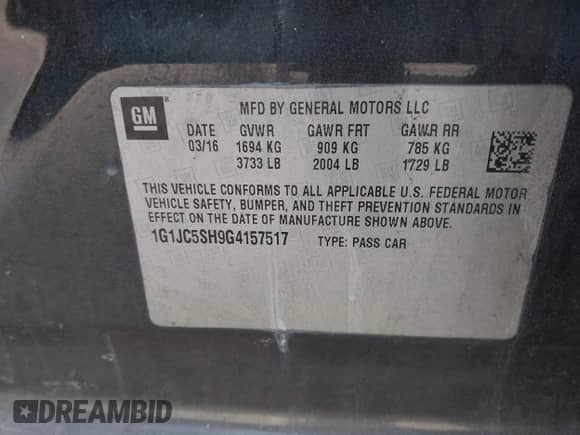 GM
MFD BY GENERAL MOTORS LLC
DATE GVWR GAWR FRT GAWR RR
03/16 1694 KG 909 KG 785 KG
3733 LB 2004 LB 1729 LB
THIS VEHICLE CONFORMS TO ALL APPLICABLE U.S. FEDERAL MOTOR
VEHICLE SAFETY, BUMPER, AND THEFT PREVENTION STANDARDS IN
EFFECT ON THE DATE OF MANUFACTURE SHOWN ABOVE.
1G1JC5SH9G4157517 TYPE: PASS CAR
DREAMBID